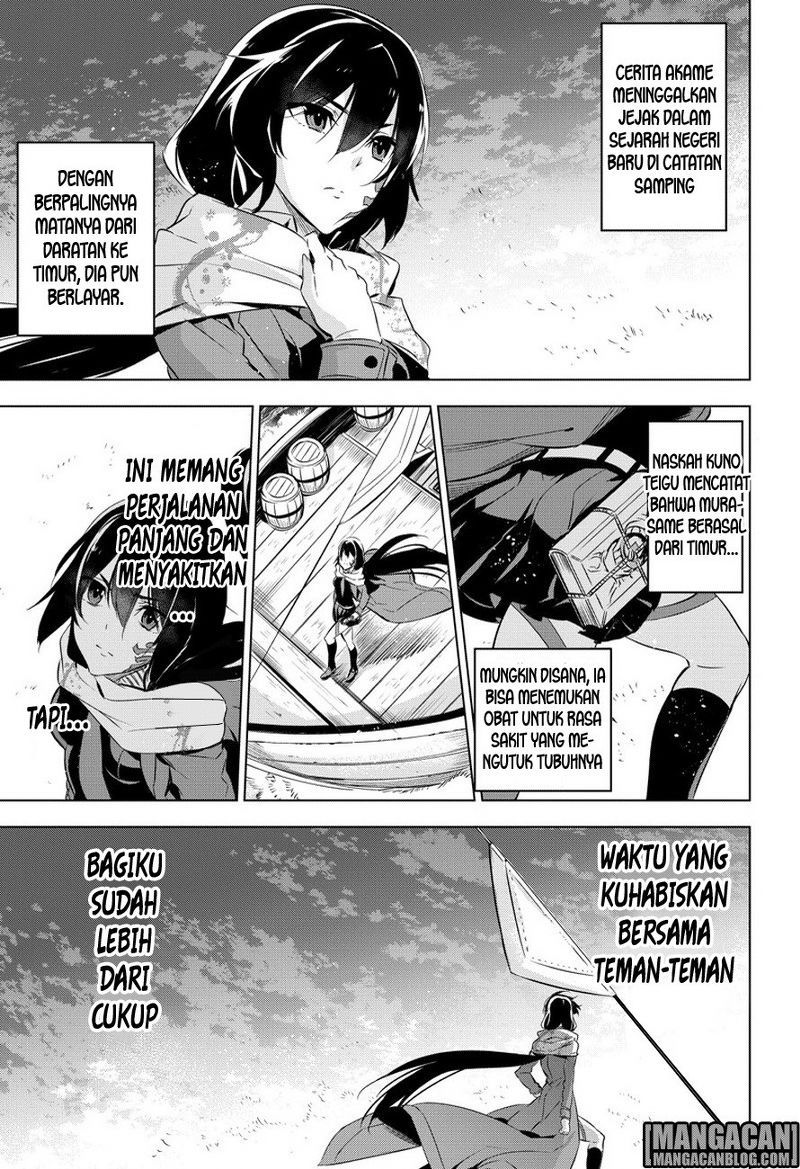 CERITA AKAME
MENINGGALKAN
JEJAK DALAM
SEJARAH NEGERI
BARU DI CATATAN
SAMPING
DENGAN
BERPALINGNYA
MATANYA DARI
DARATAN KE
TIMUR, DIA PUN
BERLAYAR.
NASKAH KUNO
TEIGU MENCATAT
BAHWA MURA-
SAME BERASAL
DARI TIMUR...
MUNGKIN DISANA, IA
BISA MENEMUKAN
OBAT UNTUK RASA
SAKIT YANG ME-
NGUTUK TUBUHNYA
INI MEMANG
PERJALANAN
PANJANG DAN
MENYAKITKAN
...
TAPI...
WAKTU YANG
KUHABISKAN
BERSAMA
TEMAN-TEMAN
BAGIKU
SUDAH
LEBIH
DARI
CUKUP
[MANGACAN]
MANGACANBLOG.COM